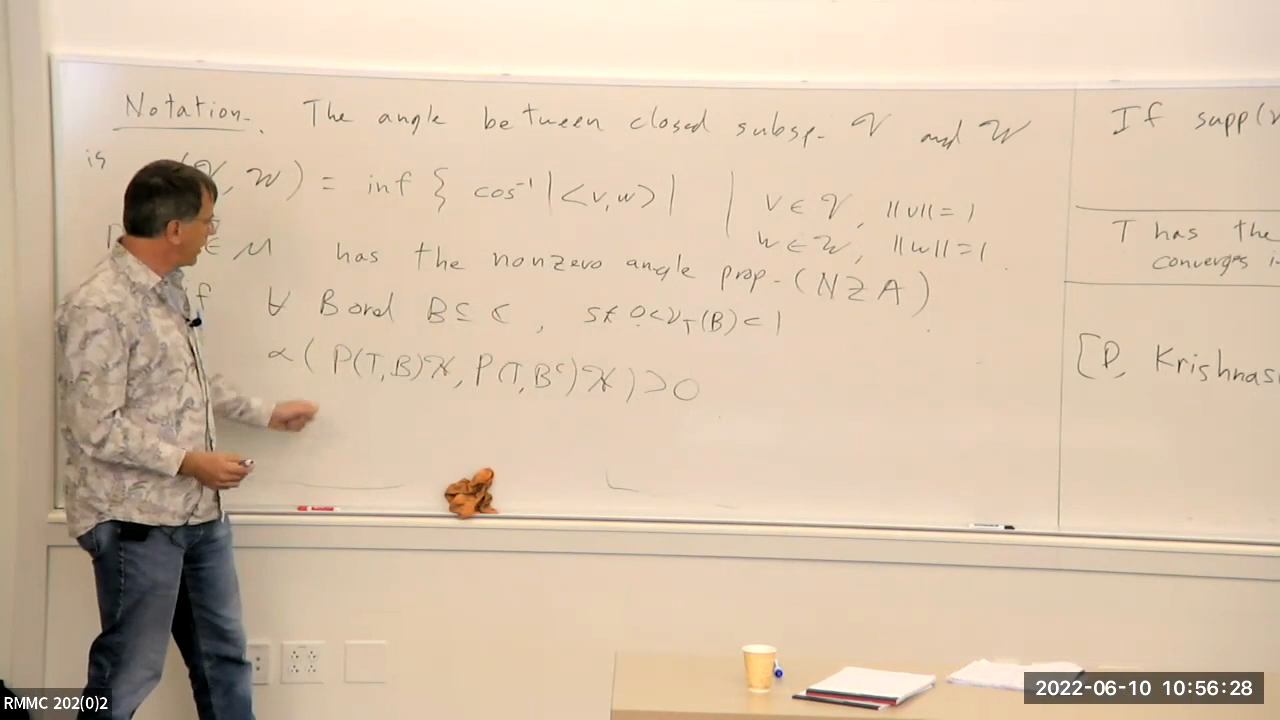 Notation. The angle between closed subsp. 𝒱 and 𝒲
is (𝒱, 𝒲) = inf { cos⁻¹ |<v,w>| | v ∈ 𝒱, ||v|| = 1
w ∈ 𝒲, ||w|| = 1.
∈ ℳ has the nonzero angle prop. (NZA)
f ∀ Borel B ⊆ ℂ, st 0 < ν_T(B) < 1
α(P(T,B)ℋ, P(T,Bᶜ)ℋ) > 0
If supp(ν
T has the
converges i
[P, Krishnas
RMMC 202(0)2
2022-06-10 10:56:28